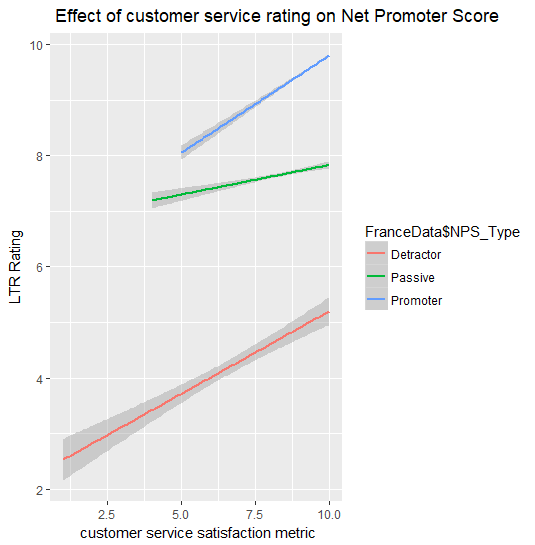 Effect of customer service rating on Net Promoter Score
10
8
6
4
2
LTR Rating
2.5 5.0 7.5 10.0
customer service satisfaction metric
FranceData$NPS_Type
Detractor
Passive
Promoter